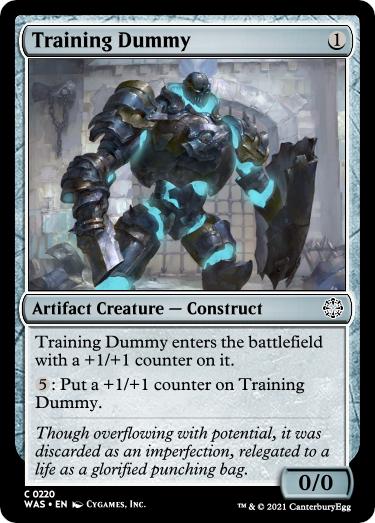 Training Dummy 1
Artifact Creature — Construct
Training Dummy enters the battlefield
with a +1/+1 counter on it.
5: Put a +1/+1 counter on Training
Dummy.
Though overflowing with potential, it was
discarded as an imperfection, relegated to a
life as a glorified punching bag.
0/0
C 0220
WAS • EN Cygames, Inc.
™ & © 2021 CanterburyEgg